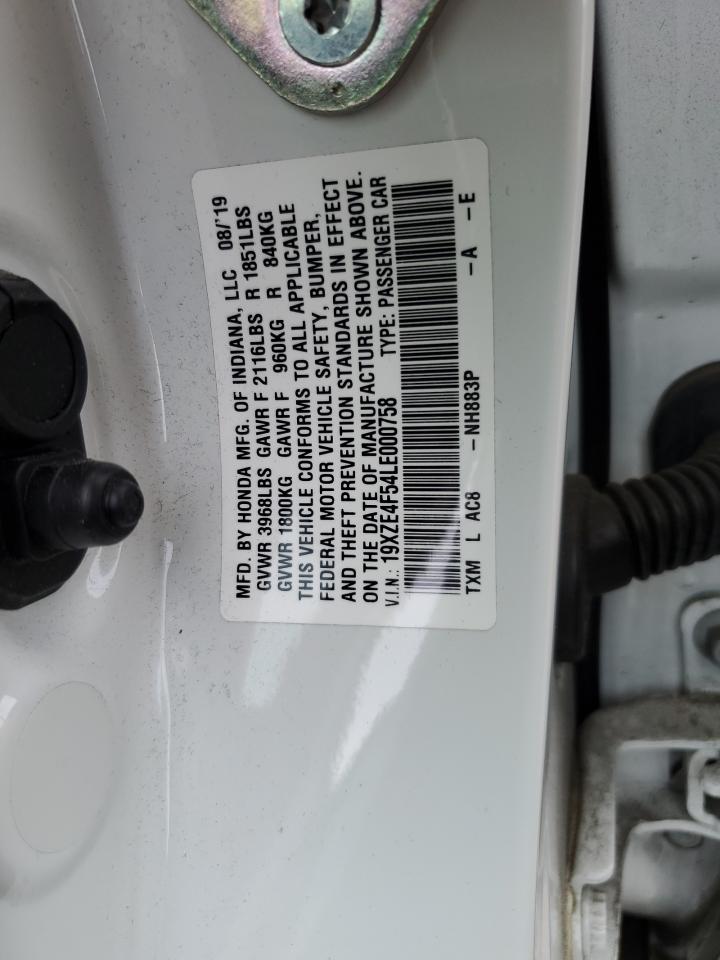 MFD. BY HONDA MFG. OF INDIANA, LLC 08/'19
GVWR 3968LBS GAWR F 2116LBS R 1851LBS
GVWR 1800KG GAWR F 960KG R 840KG
THIS VEHICLE CONFORMS TO ALL APPLICABLE
FEDERAL MOTOR VEHICLE SAFETY, BUMPER,
AND THEFT PREVENTION STANDARDS IN EFFECT
ON THE DATE OF MANUFACTURE SHOWN ABOVE.
V.I.N.: 19XZE4F54LE000758 TYPE: PASSENGER CAR
TXM L AC8 -NH883P -A -E